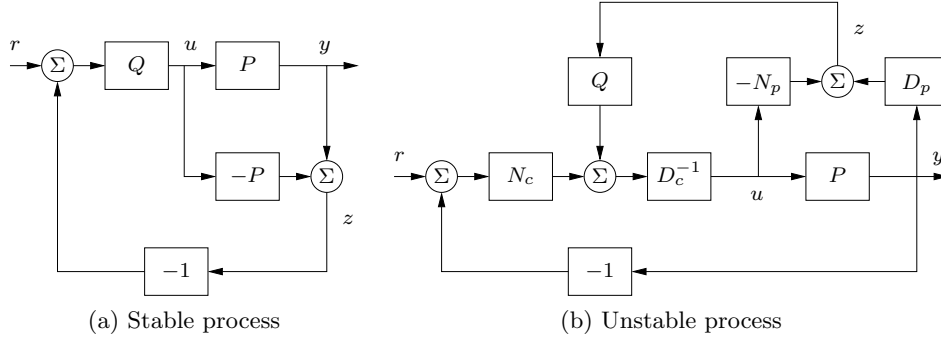 r
Σ
Q
u
P
y
−P
Σ
z
−1
(a) Stable process
z
Q
−N_p
Σ
D_p
r
Σ
N_c
Σ
D_c^{-1}
u
P
y
−1
(b) Unstable process